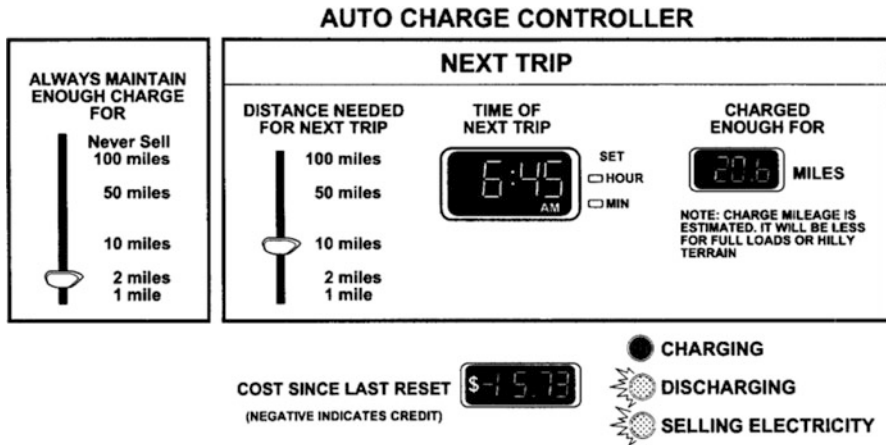 AUTO CHARGE CONTROLLER
ALWAYS MAINTAIN
ENOUGH CHARGE
FOR
Never Sell
100 miles
50 miles
10 miles
2 miles
1 mile
NEXT TRIP
DISTANCE NEEDED
FOR NEXT TRIP
100 miles
50 miles
10 miles
2 miles
1 mile
TIME OF
NEXT TRIP
6:45
AM
SET
HOUR
MIN
CHARGED
ENOUGH FOR
20.6 MILES
NOTE: CHARGE MILEAGE IS
ESTIMATED. IT WILL BE LESS
FOR FULL LOADS OR HILLY
TERRAIN
COST SINCE LAST RESET
(NEGATIVE INDICATES CREDIT)
$-15.73
CHARGING
DISCHARGING
SELLING ELECTRICITY